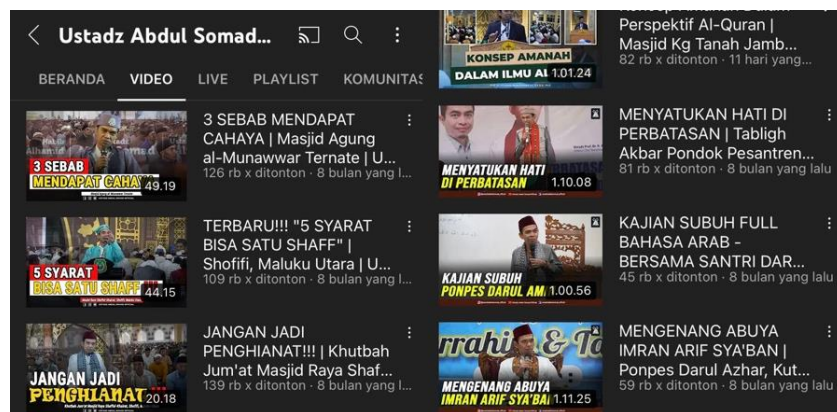 Ustadz Abdul Somad...
BERANDA VIDEO LIVE PLAYLIST KOMUNITAS
3 SEBAB
MENDAPAT CAHAYA
49.19
3 SEBAB MENDAPAT
CAHAYA | Masjid Agung
al-Munawwar Ternate | U...
126 rb x ditonton · 8 bulan yang l...
5 SYARAT
BISA SATU SHAFF
44.15
TERBARU!!! "5 SYARAT
BISA SATU SHAFF" |
Shofifi, Maluku Utara | U...
109 rb x ditonton · 8 bulan yang l...
JANGAN JADI
PENGHIANAT
20.18
JANGAN JADI
PENGHIANAT!!! | Khutbah
Jum'at Masjid Raya Shaf...
139 rb x ditonton · 8 bulan yang l...
KONSEP AMANAH
DALAM ILMU AL
1.01.24
Perspektif Al-Quran |
Masjid Kg Tanah Jamb...
82 rb x ditonton · 11 hari yang...
MENYATUKAN HATI
DI PERBATASAN
1.10.08
MENYATUKAN HATI DI
PERBATASAN | Tabligh
Akbar Pondok Pesantren...
81 rb x ditonton · 8 bulan yang lalu
KAJIAN SUBUH
PONPES DARUL AMI
1.00.56
KAJIAN SUBUH FULL
BAHASA ARAB -
BERSAMA SANTRI DAR...
45 rb x ditonton · 8 bulan yang lalu
MENGENANG ABUYA
IMRAN ARIF SYA'BAN
1.11.25
MENGENANG ABUYA
IMRAN ARIF SYA'BAN |
Ponpes Darul Azhar, Kut...
59 rb x ditonton · 8 bulan yang lalu